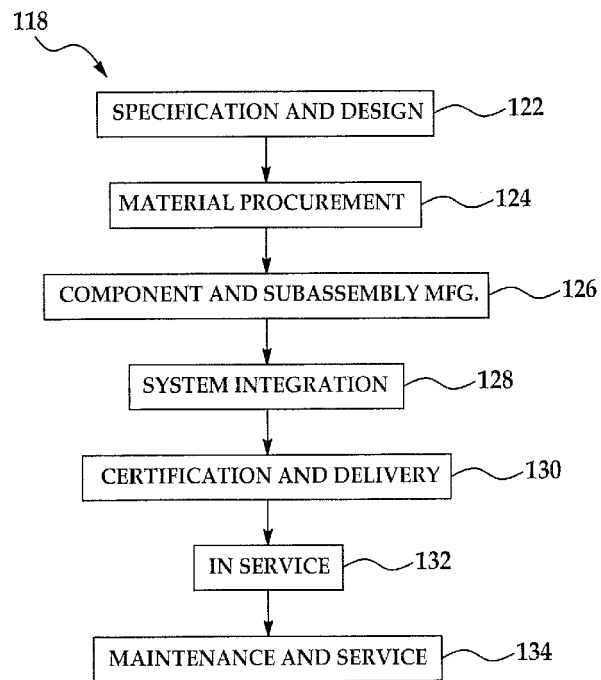 118
SPECIFICATION AND DESIGN 122
MATERIAL PROCUREMENT 124
COMPONENT AND SUBASSEMBLY MFG. 126
SYSTEM INTEGRATION 128
CERTIFICATION AND DELIVERY 130
IN SERVICE 132
MAINTENANCE AND SERVICE 134